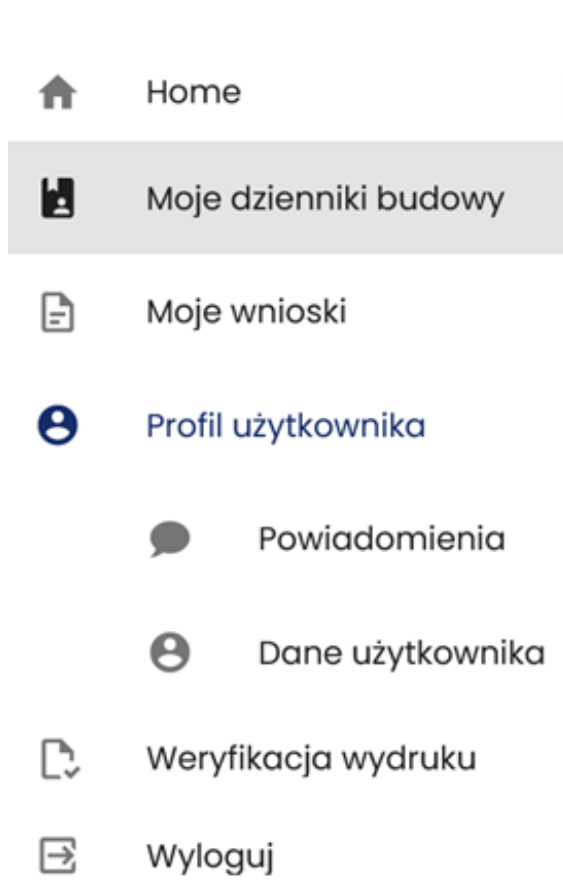 Home
Moje dzienniki budowy
Moje wnioski
Profil użytkownika
Powiadomienia
Dane użytkownika
Weryfikacja wydruku
Wyloguj